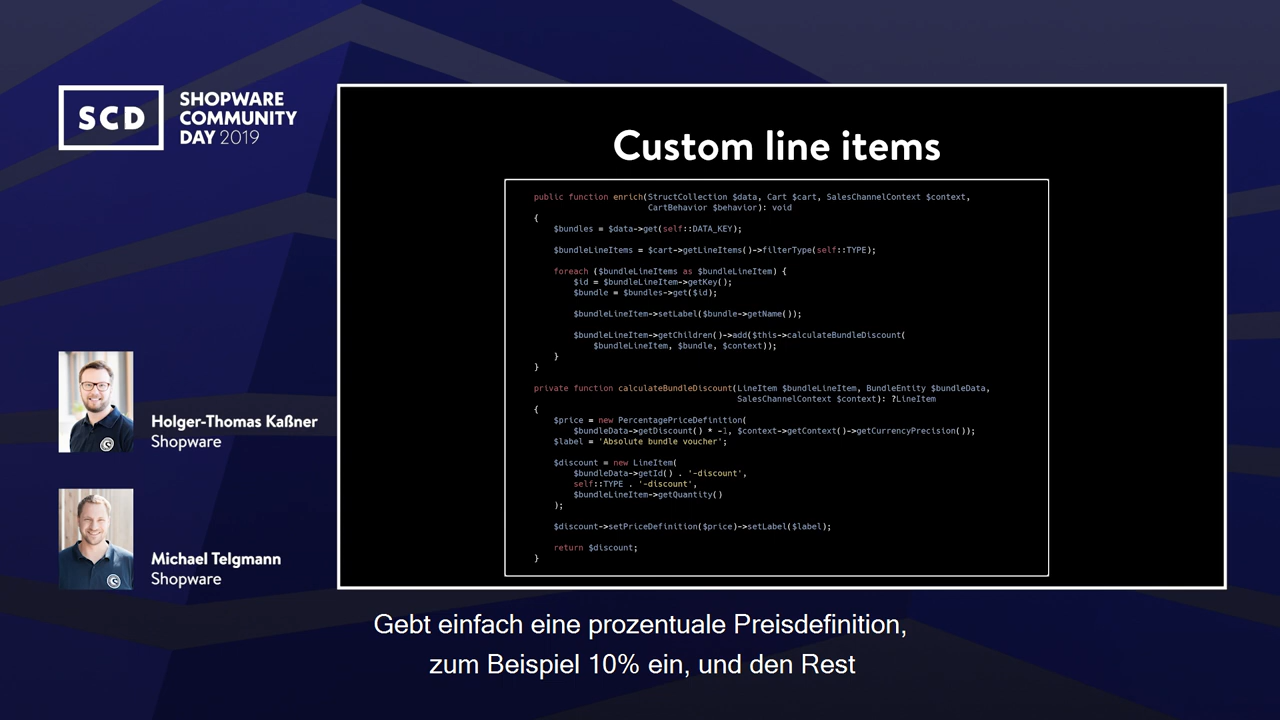 SCD
SHOPWARE
COMMUNITY
DAY 2019
Custom line items
public function enrich(StructCollection $data, Cart $cart, SalesChannelContext $context,
CartBehavior $behavior): void
{
$bundles = $data->get(self::DATA_KEY);
$bundleLineItems = $cart->getLineItems()->filterType(self::TYPE);
foreach ($bundleLineItems as $bundleLineItem) {
$id = $bundleLineItem->getKey();
$bundle = $bundles->get($id);
$bundleLineItem->setLabel($bundle->getName());
$bundleLineItem->getChildren()->add($this->calculateBundleDiscount(
$bundleLineItem, $bundle, $context));
}
}
private function calculateBundleDiscount(LineItem $bundleLineItem, BundleEntity $bundleData,
SalesChannelContext $context): ?LineItem
{
$price = new PercentagePriceDefinition(
$bundleData->getDiscount() * -1, $context->getContext()->getCurrencyPrecision());
$label = 'Absolute bundle voucher';
$discount = new LineItem(
$bundleData->getId() . '-discount',
self::TYPE . '-discount',
$bundleLineItem->getQuantity()
);
$discount->setPriceDefinition($price)->setLabel($label);
return $discount;
}
Holger-Thomas Kaßner
Shopware
Michael Telgmann
Shopware
Gebt einfach eine prozentuale Preisdefinition,
zum Beispiel 10% ein, und den Rest